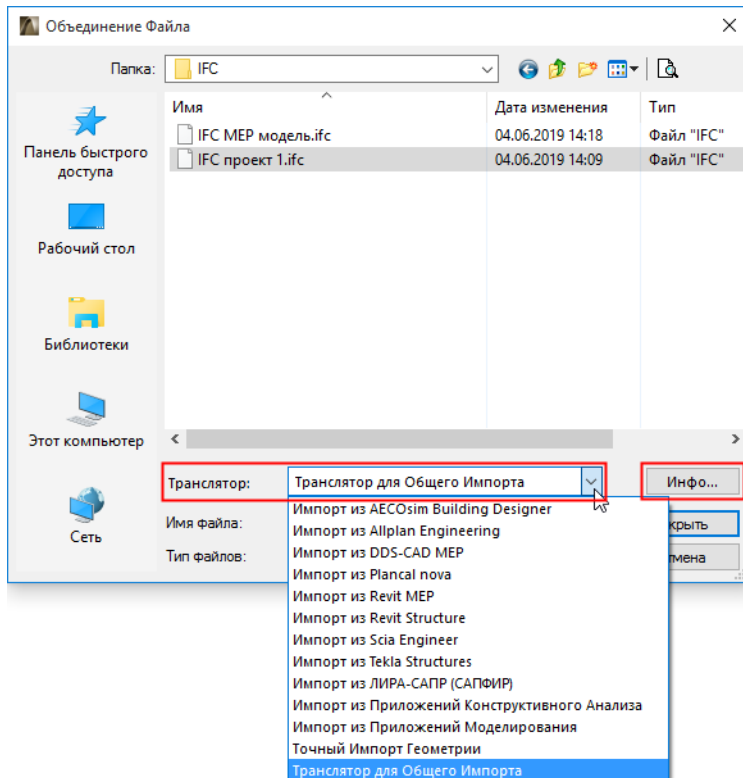 Объединение Файла
Папка: IFC
Имя Дата изменения Тип
IFC MEP модель.ifc 04.06.2019 14:18 Файл "IFC"
IFC проект 1.ifc 04.06.2019 14:09 Файл "IFC"
Панель быстрого
доступа
Рабочий стол
Библиотеки
Этот компьютер
Сеть
Транслятор: Транслятор для Общего Импорта Инфо...
Имя файла: крыть
Тип файлов: мена
Импорт из AECOsim Building Designer
Импорт из Allplan Engineering
Импорт из DDS-CAD MEP
Импорт из Plancal nova
Импорт из Revit MEP
Импорт из Revit Structure
Импорт из Scia Engineer
Импорт из Tekla Structures
Импорт из ЛИРА-САПР (САПФИР)
Импорт из Приложений Конструктивного Анализа
Импорт из Приложений Моделирования
Точный Импорт Геометрии
Транслятор для Общего Импорта